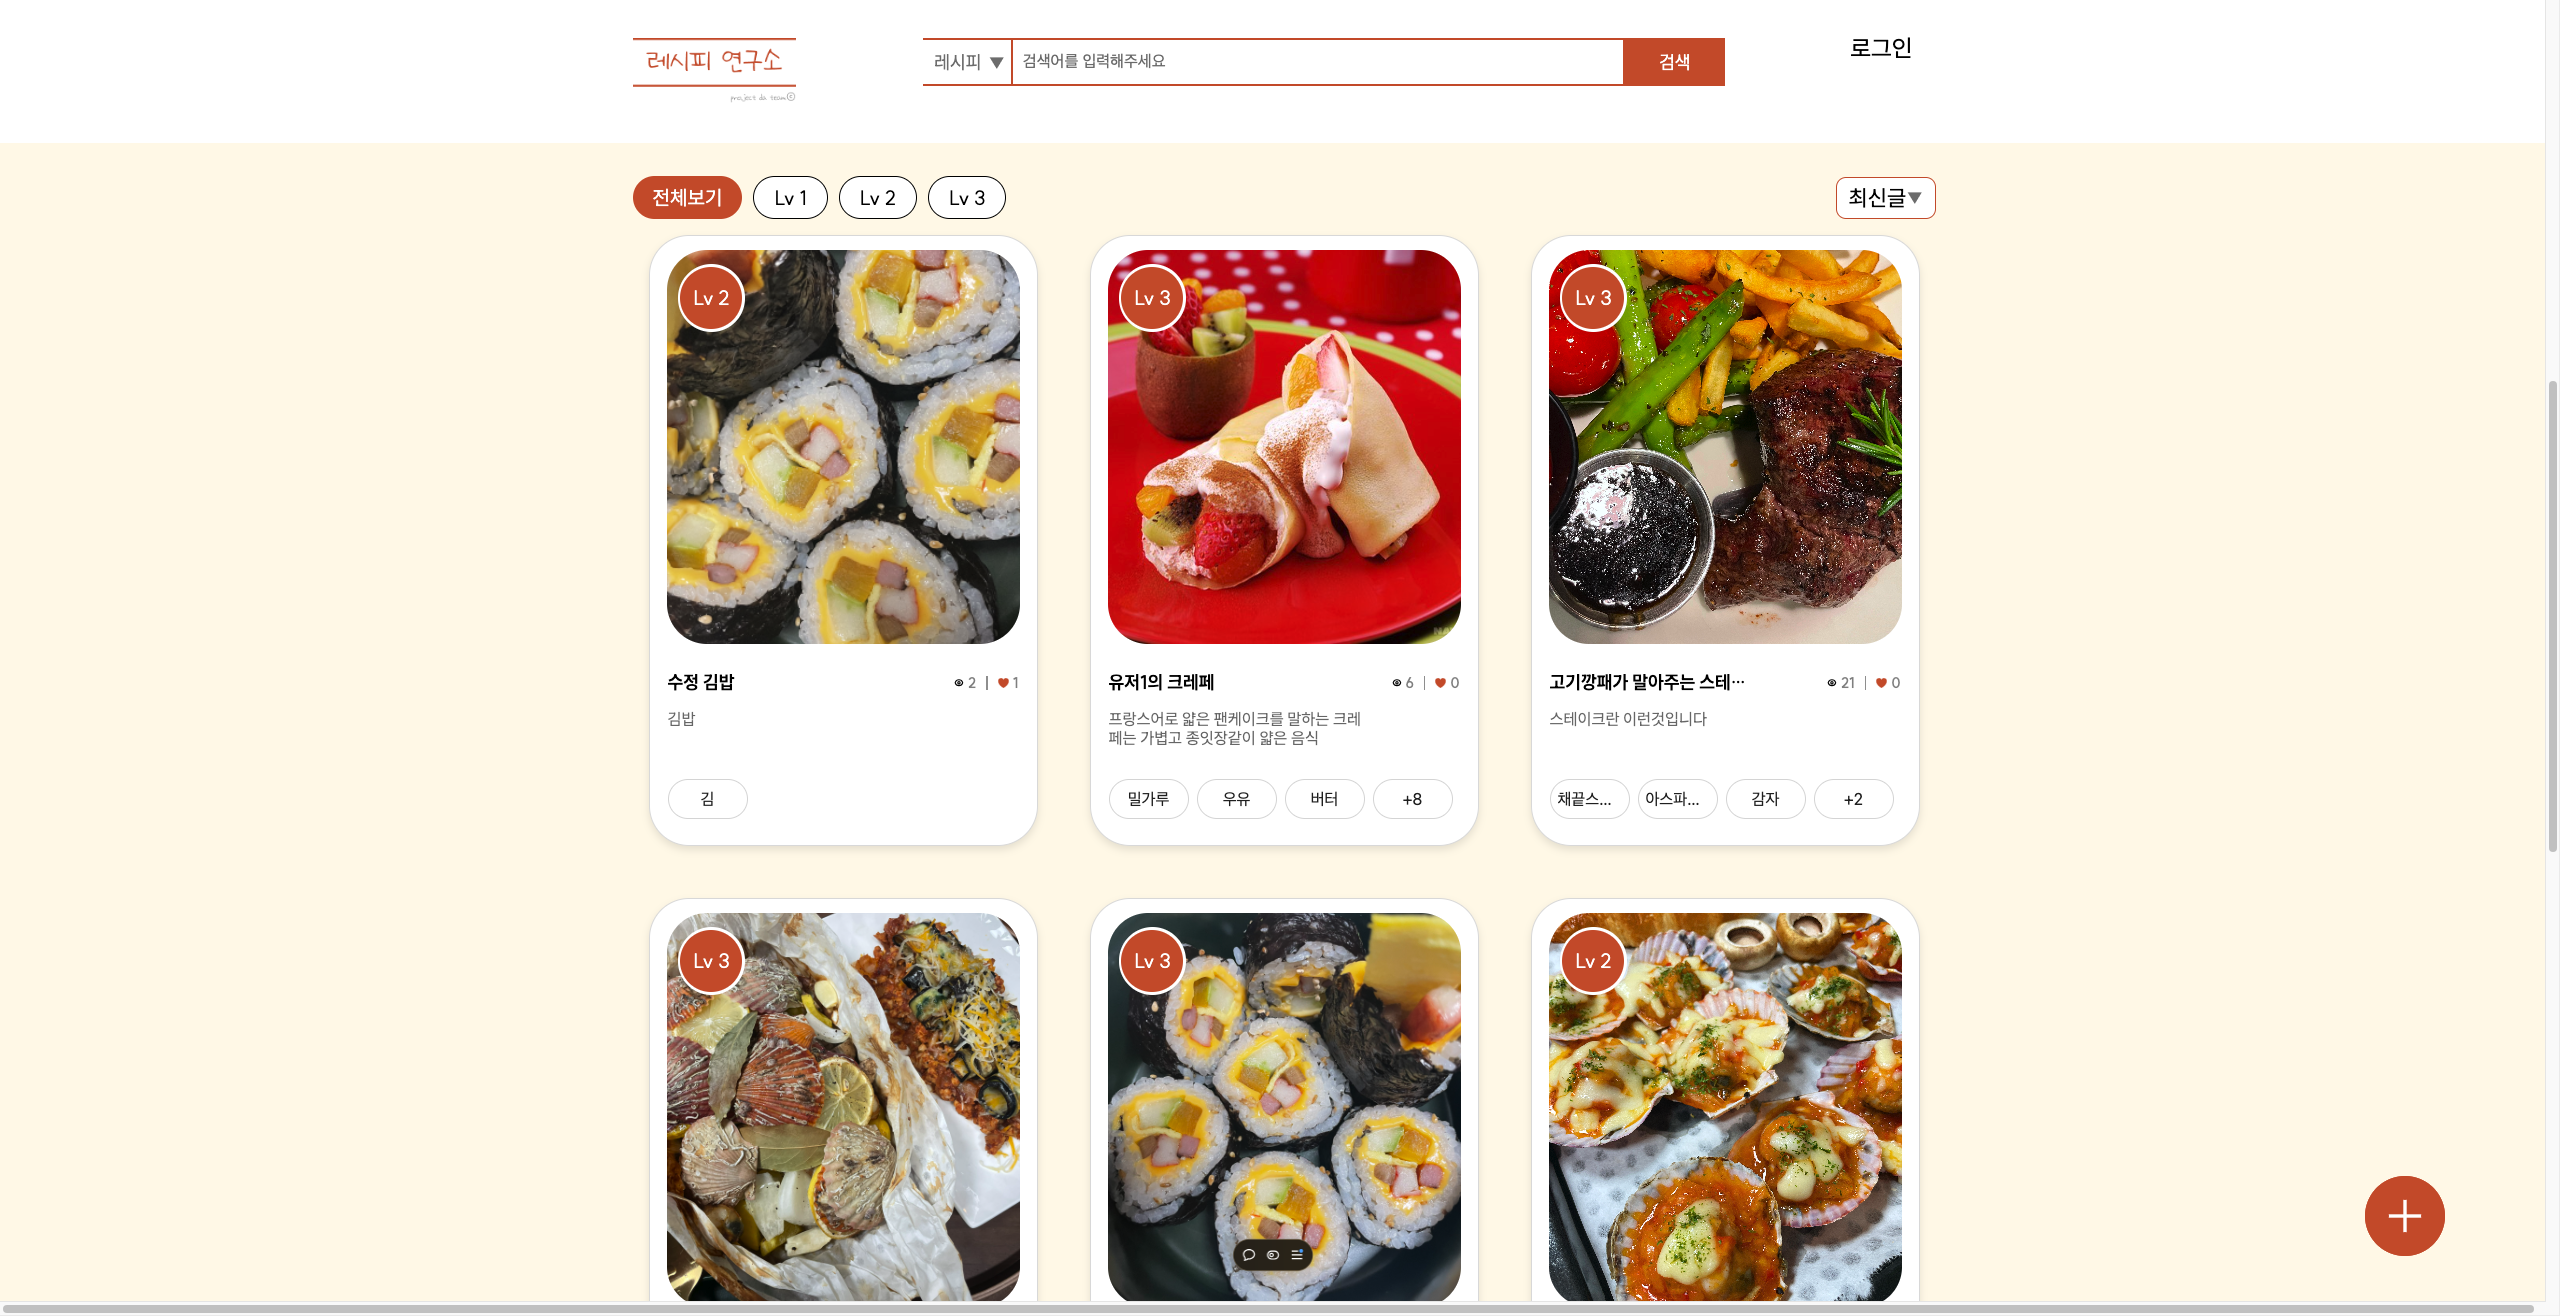 레시피 연구소
project da team©
레시피 ▼
검색어를 입력해주세요
검색
로그인
전체보기
Lv 1
Lv 2
Lv 3
최신글▼
Lv 2
Lv 3
Lv 3
수정 김밥
2 | 1
유저1의 크레페
6 | 0
고기깡패가 말아주는 스테…
21 | 0
김밥
프랑스어로 얇은 팬케이크를 말하는 크레
페는 가볍고 종잇장같이 얇은 음식
스테이크란 이런것입니다
김
밀가루
우유
버터
+8
채끝스...
아스파...
감자
+2
Lv 3
Lv 3
Lv 2